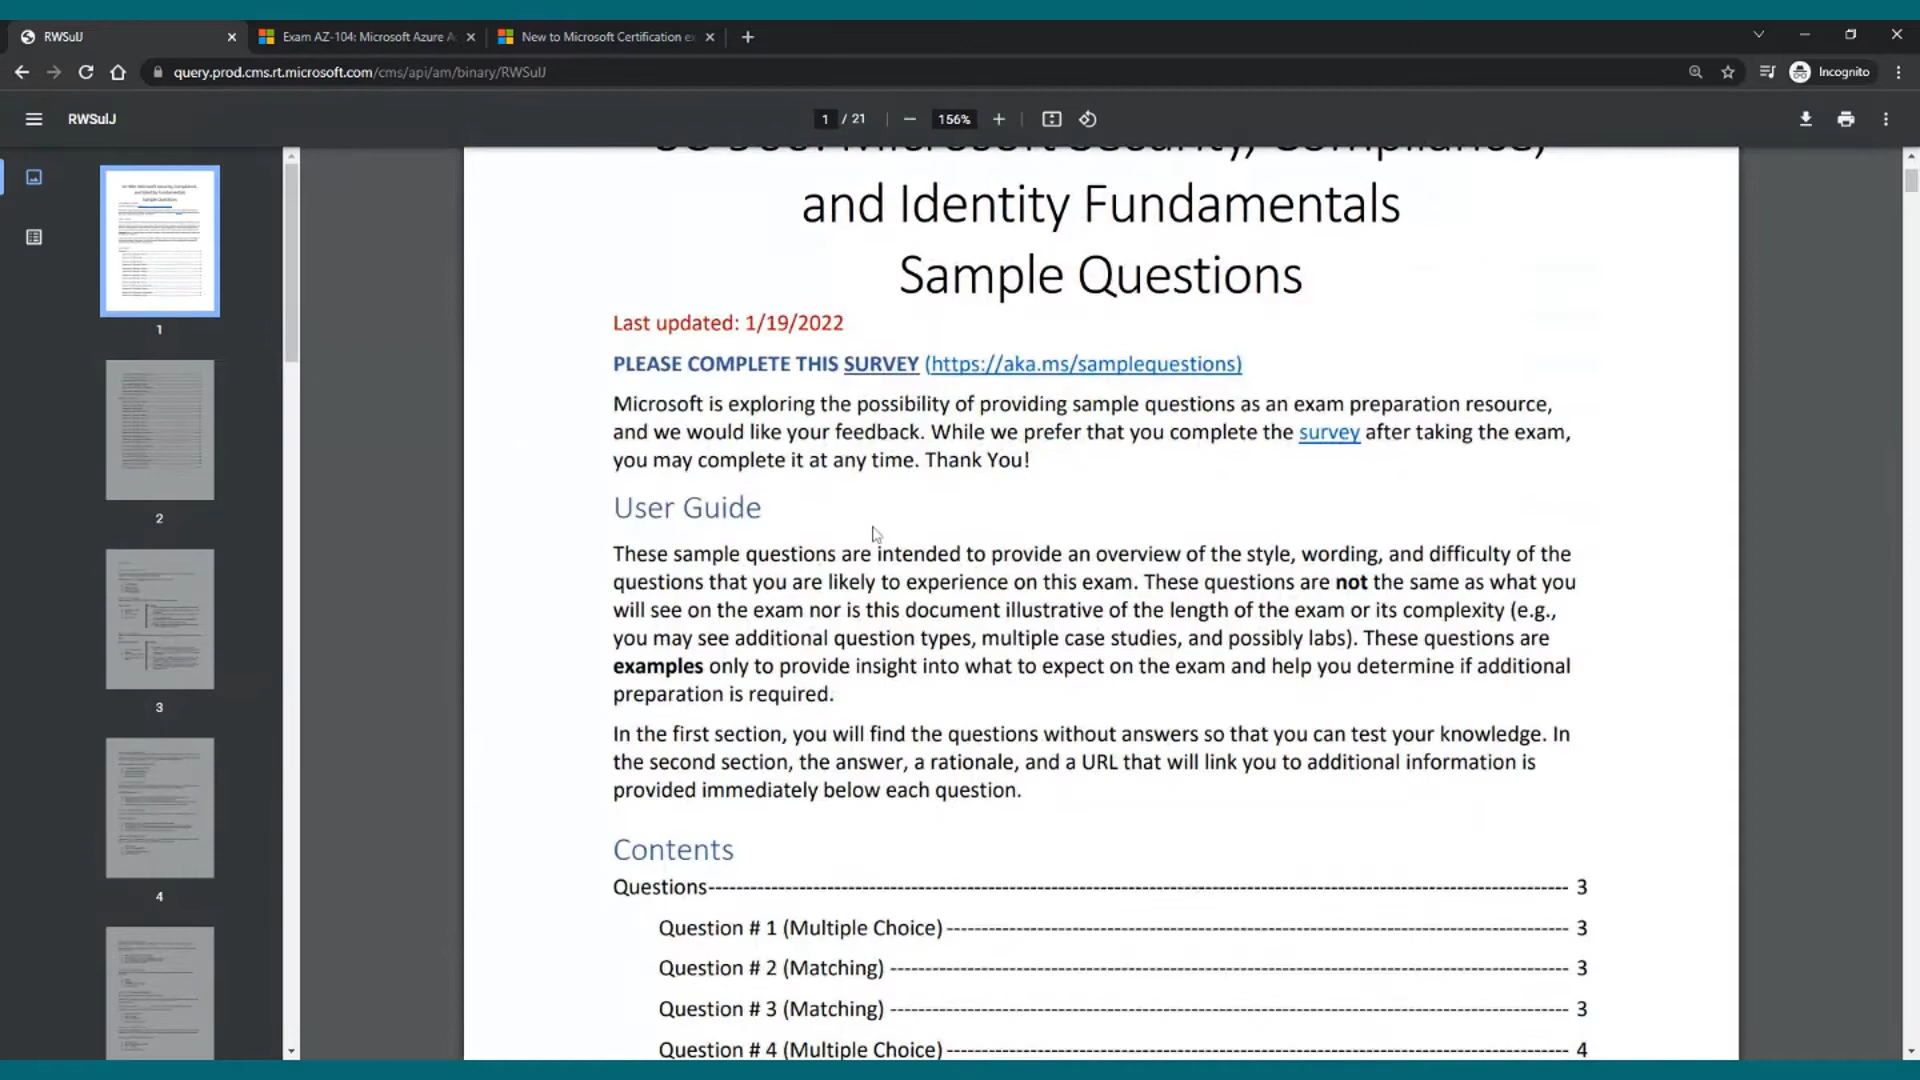 RWSuIJ
Exam AZ-104: Microsoft Azure A
New to Microsoft Certification e
query.prod.cms.rt.microsoft.com/cms/api/am/binary/RWSuIJ
Incognito
RWSuIJ
1 / 21
156%
1
2
3
4
Microsoft Security, Compliance,
and Identity Fundamentals
Sample Questions
Last updated: 1/19/2022
PLEASE COMPLETE THIS SURVEY (https://aka.ms/samplequestions)
Microsoft is exploring the possibility of providing sample questions as an exam preparation resource,
and we would like your feedback. While we prefer that you complete the survey after taking the exam,
you may complete it at any time. Thank You!
User Guide
These sample questions are intended to provide an overview of the style, wording, and difficulty of the
questions that you are likely to experience on this exam. These questions are not the same as what you
will see on the exam nor is this document illustrative of the length of the exam or its complexity (e.g.,
you may see additional question types, multiple case studies, and possibly labs). These questions are
examples only to provide insight into what to expect on the exam and help you determine if additional
preparation is required.
In the first section, you will find the questions without answers so that you can test your knowledge. In
the second section, the answer, a rationale, and a URL that will link you to additional information is
provided immediately below each question.
Contents
Questions 3
Question # 1 (Multiple Choice) 3
Question # 2 (Matching) 3
Question # 3 (Matching) 3
Question # 4 (Multiple Choice) 4